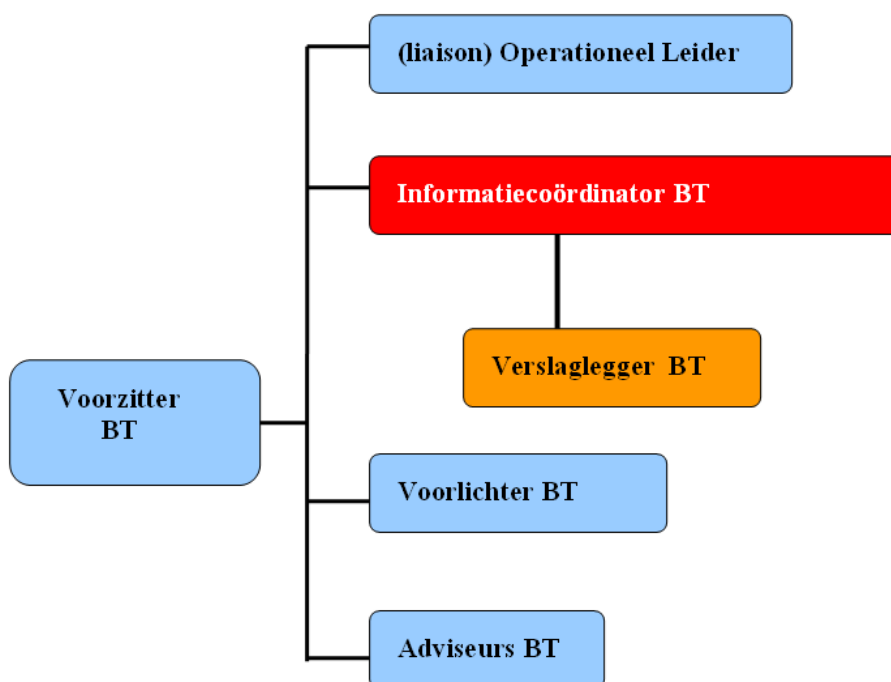 (liaison) Operationeel Leider
Informatiecoördinator BT
Verslaglegger BT
Voorzitter
BT
Voorlichter BT
Adviseurs BT